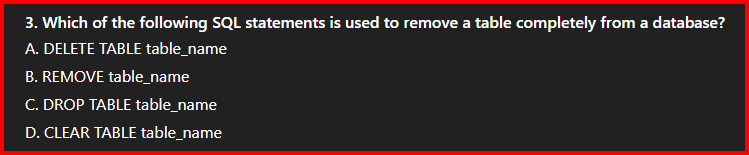 3. Which of the following SQL statements is used to remove a table completely from a database?
A. DELETE TABLE table_name
B. REMOVE table_name
C. DROP TABLE table_name
D. CLEAR TABLE table_name